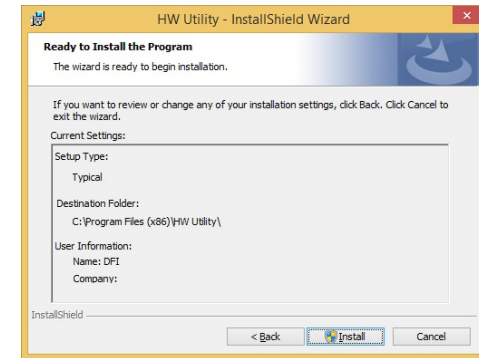 HW Utility - InstallShield Wizard
Ready to Install the Program
The wizard is ready to begin installation.
If you want to review or change any of your installation settings, click Back. Click Cancel to
exit the wizard.
Current Settings:
Setup Type:
Typical
Destination Folder:
C:\Program Files (x86)\HW Utility\
User Information:
Name: DFI
Company:
InstallShield
< Back Install Cancel